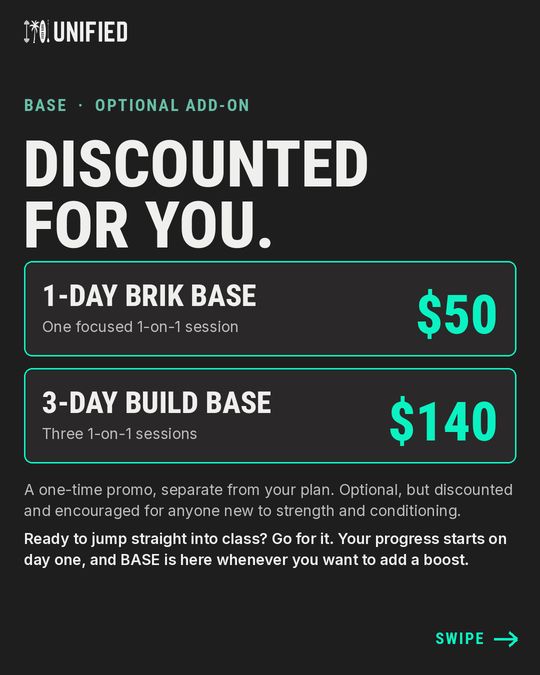 UNIFIED
BASE · OPTIONAL ADD-ON
DISCOUNTED
FOR YOU.
1-DAY BRIK BASE
One focused 1-on-1 session
$50
3-DAY BUILD BASE
Three 1-on-1 sessions
$140
A one-time promo, separate from your plan. Optional, but discounted
and encouraged for anyone new to strength and conditioning.
Ready to jump straight into class? Go for it. Your progress starts on
day one, and BASE is here whenever you want to add a boost.
SWIPE